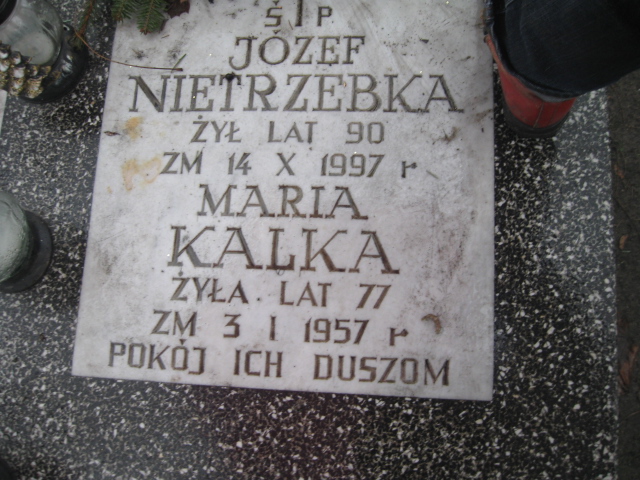 Ś P
JÓZEF
NIETRZEBKA
ŻYŁ LAT 90
ZM 14 X 1997 r
MARIA
KALKA
ŻYŁA LAT 77
ZM 3 I 1957 r
POKÓJ ICH DUSZOM